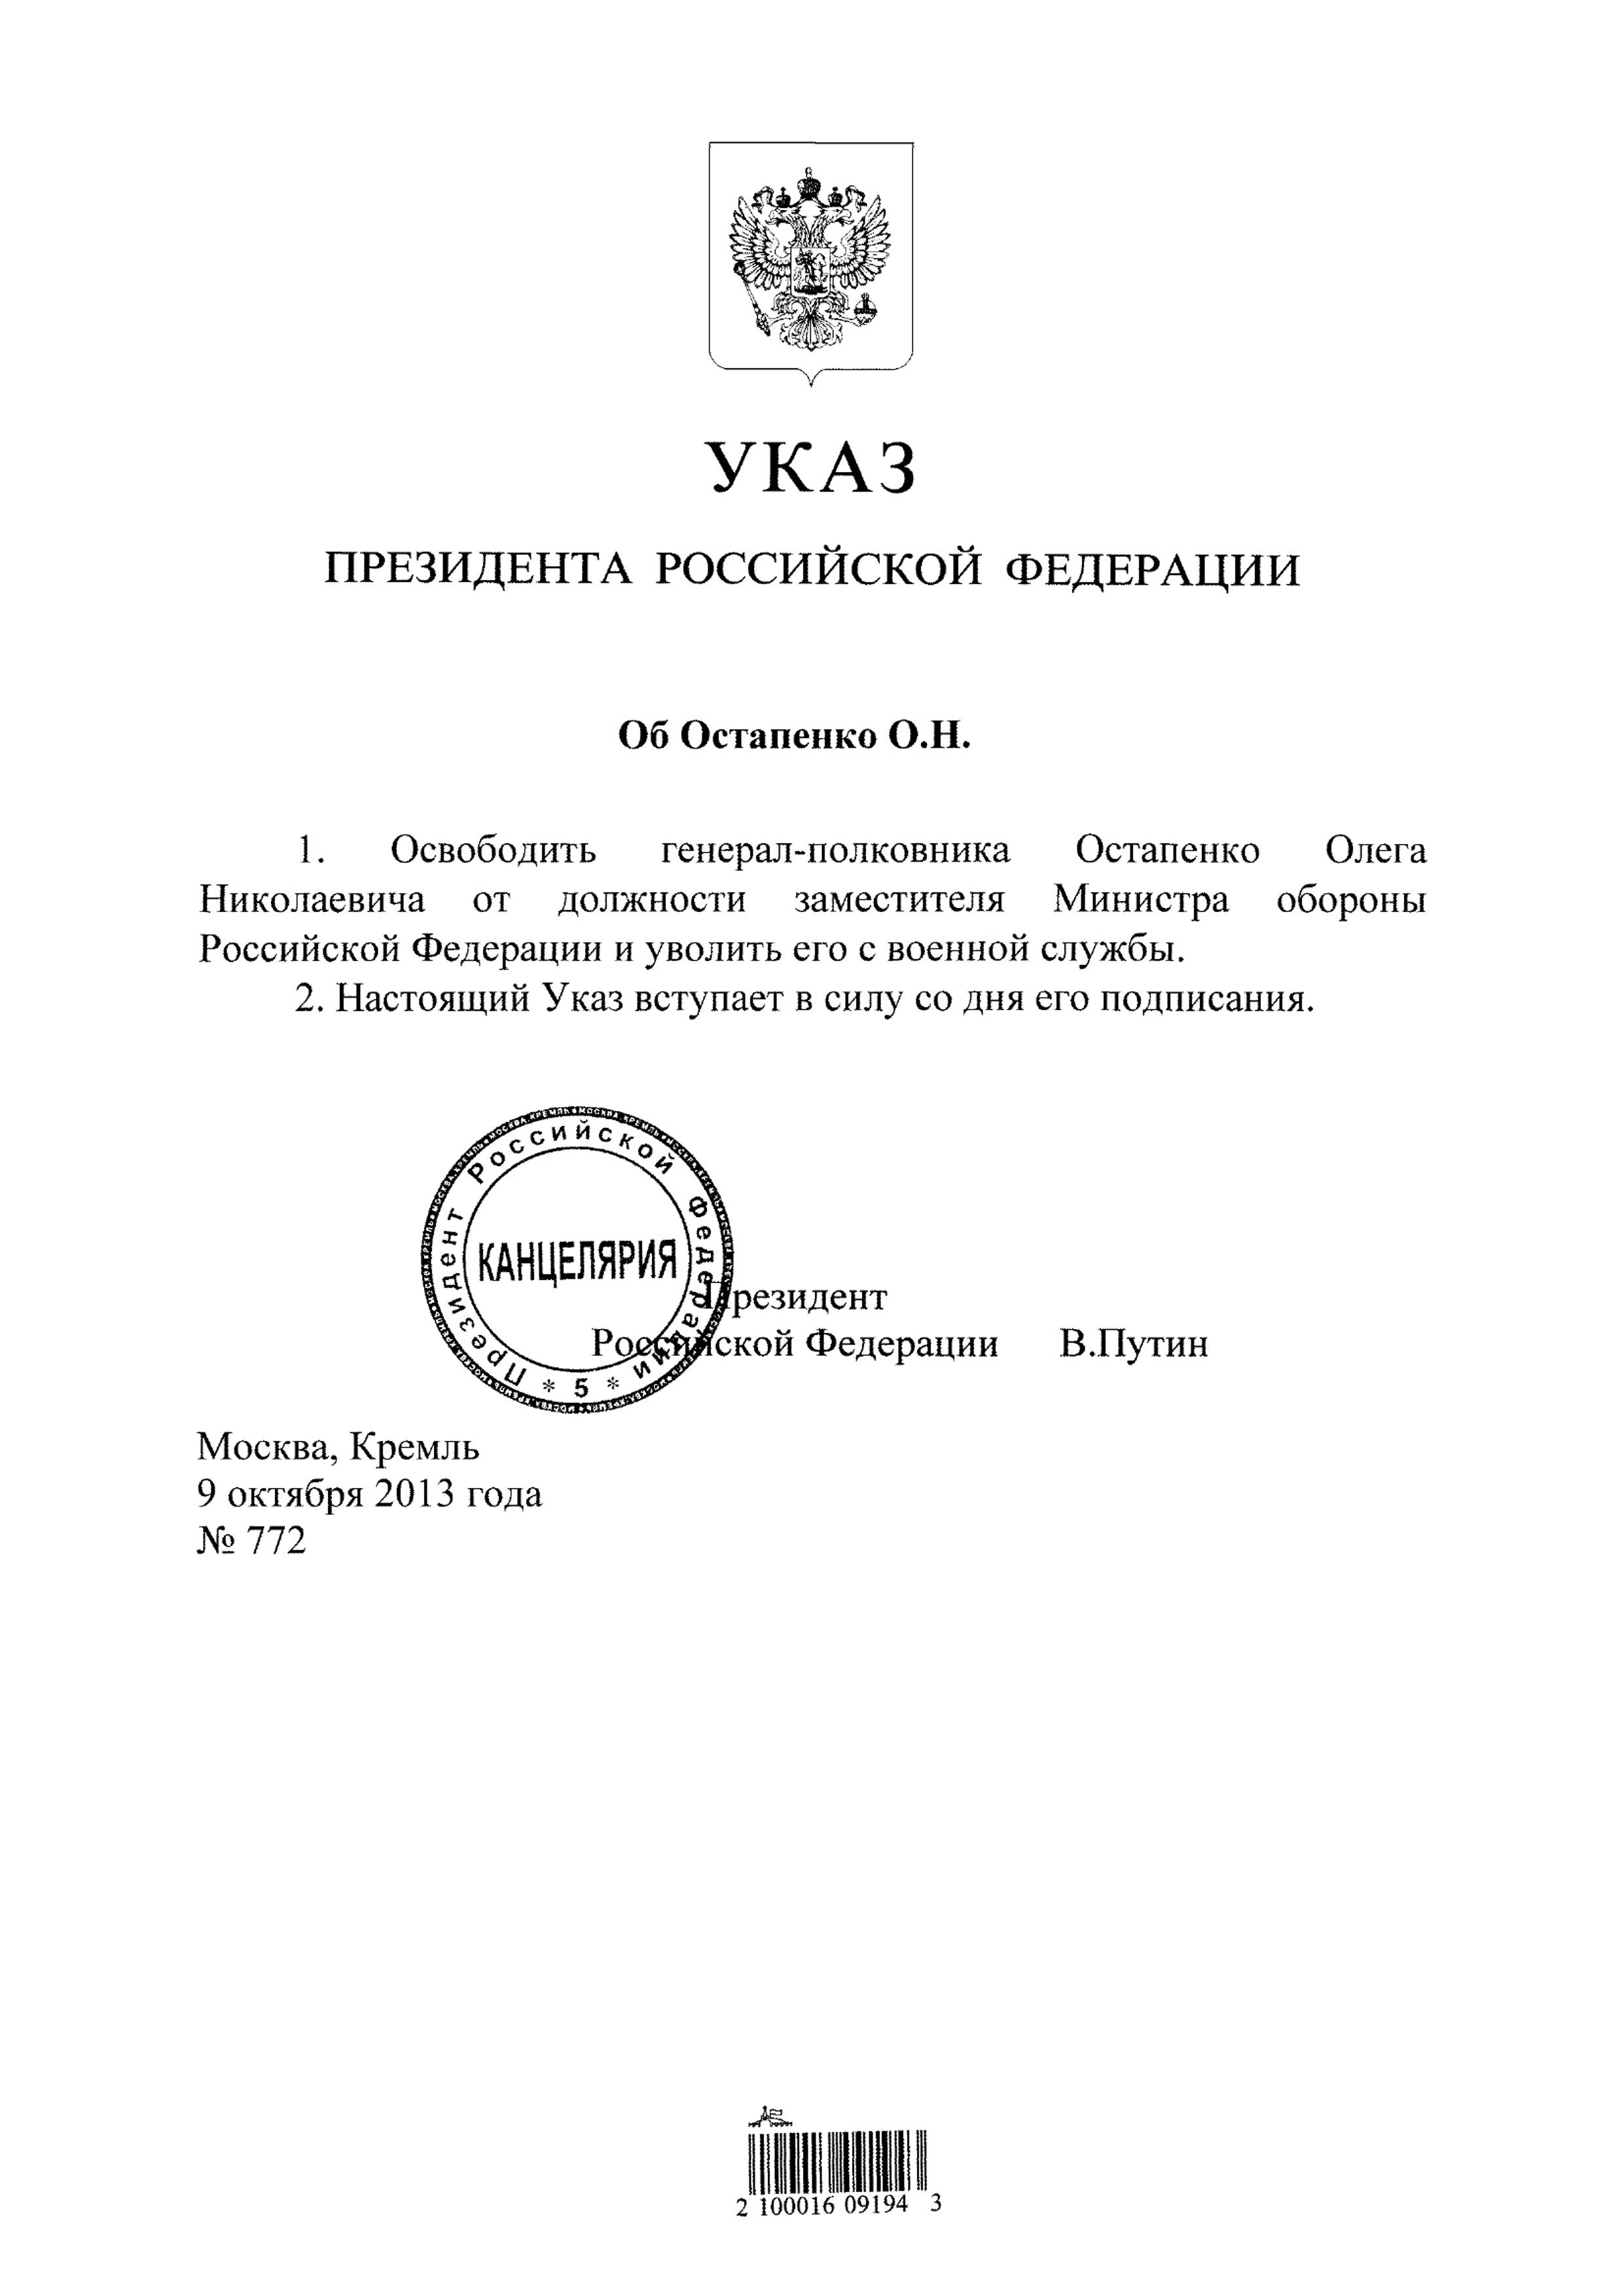 УКАЗ
ПРЕЗИДЕНТА РОССИЙСКОЙ ФЕДЕРАЦИИ
Об Остапенко О.Н.
1. Освободить генерал-полковника Остапенко Олега
Николаевича от должности заместителя Министра обороны
Российской Федерации и уволить его с военной службы.
2. Настоящий Указ вступает в силу со дня его подписания.
Президент Российской Федерации
* 5 *
КАНЦЕЛЯРИЯ
Президент
Российской Федерации В.Путин
Москва, Кремль
9 октября 2013 года
№ 772
2 100016 09194 3